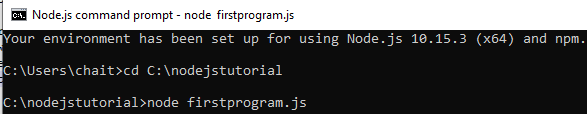 Node.js command prompt - node firstprogram.js
Your environment has been set up for using Node.js 10.15.3 (x64) and npm.
C:\Users\chait>cd C:\nodejstutorial
C:\nodejstutorial>node firstprogram.js